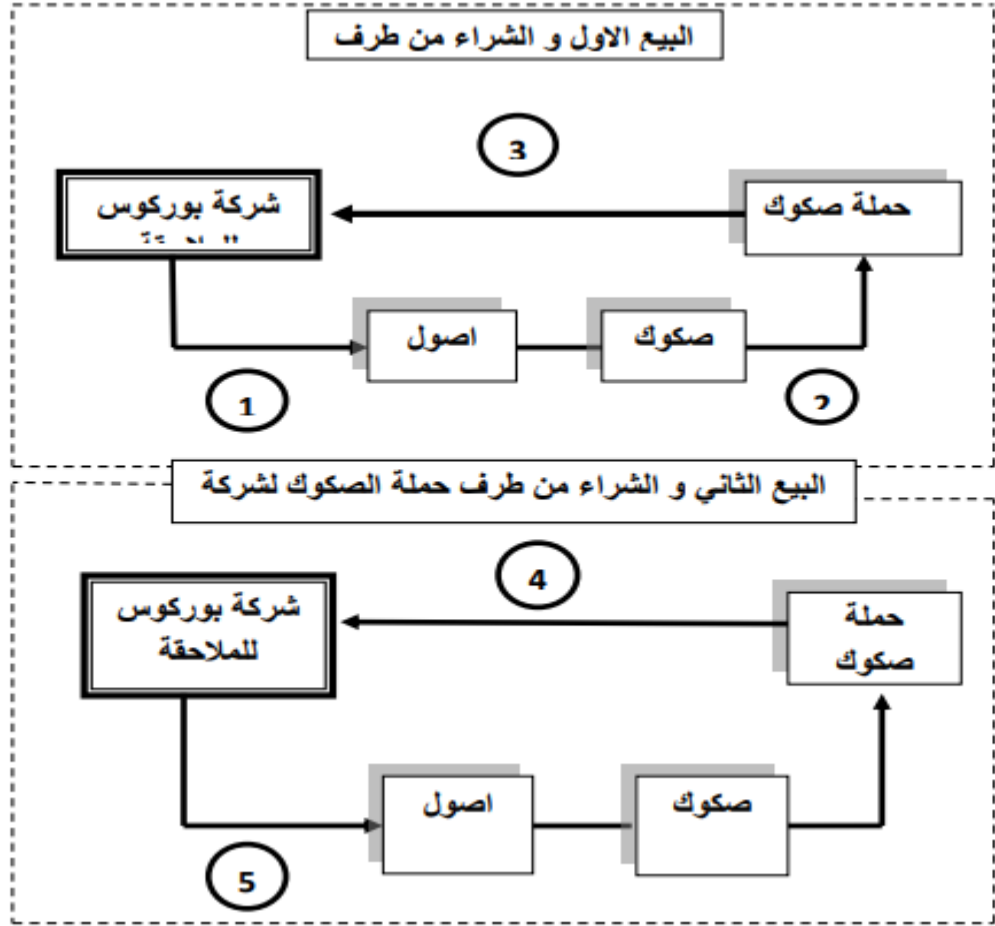 البيع الاول و الشراء من طرف
3
شركة بوركوس
حملة صكوك
اصول
صكوك
1
2
البيع الثاني و الشراء من طرف حملة الصكوك لشركة
4
شركة بوركوس
للملاحقة
حملة
صكوك
اصول
صكوك
5